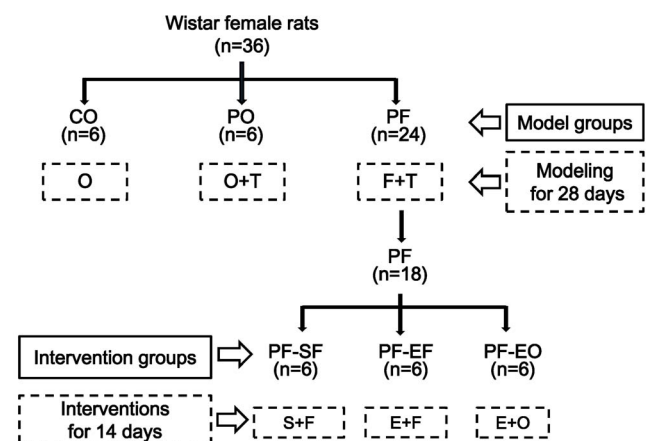 Wistar female rats
(n=36)
CO
(n=6)
PO
(n=6)
PF
(n=24)
Model groups
O
O+T
F+T
Modeling
for 28 days
PF
(n=18)
Intervention groups
PF-SF
(n=6)
PF-EF
(n=6)
PF-EO
(n=6)
Interventions
for 14 days
S+F
E+F
E+O